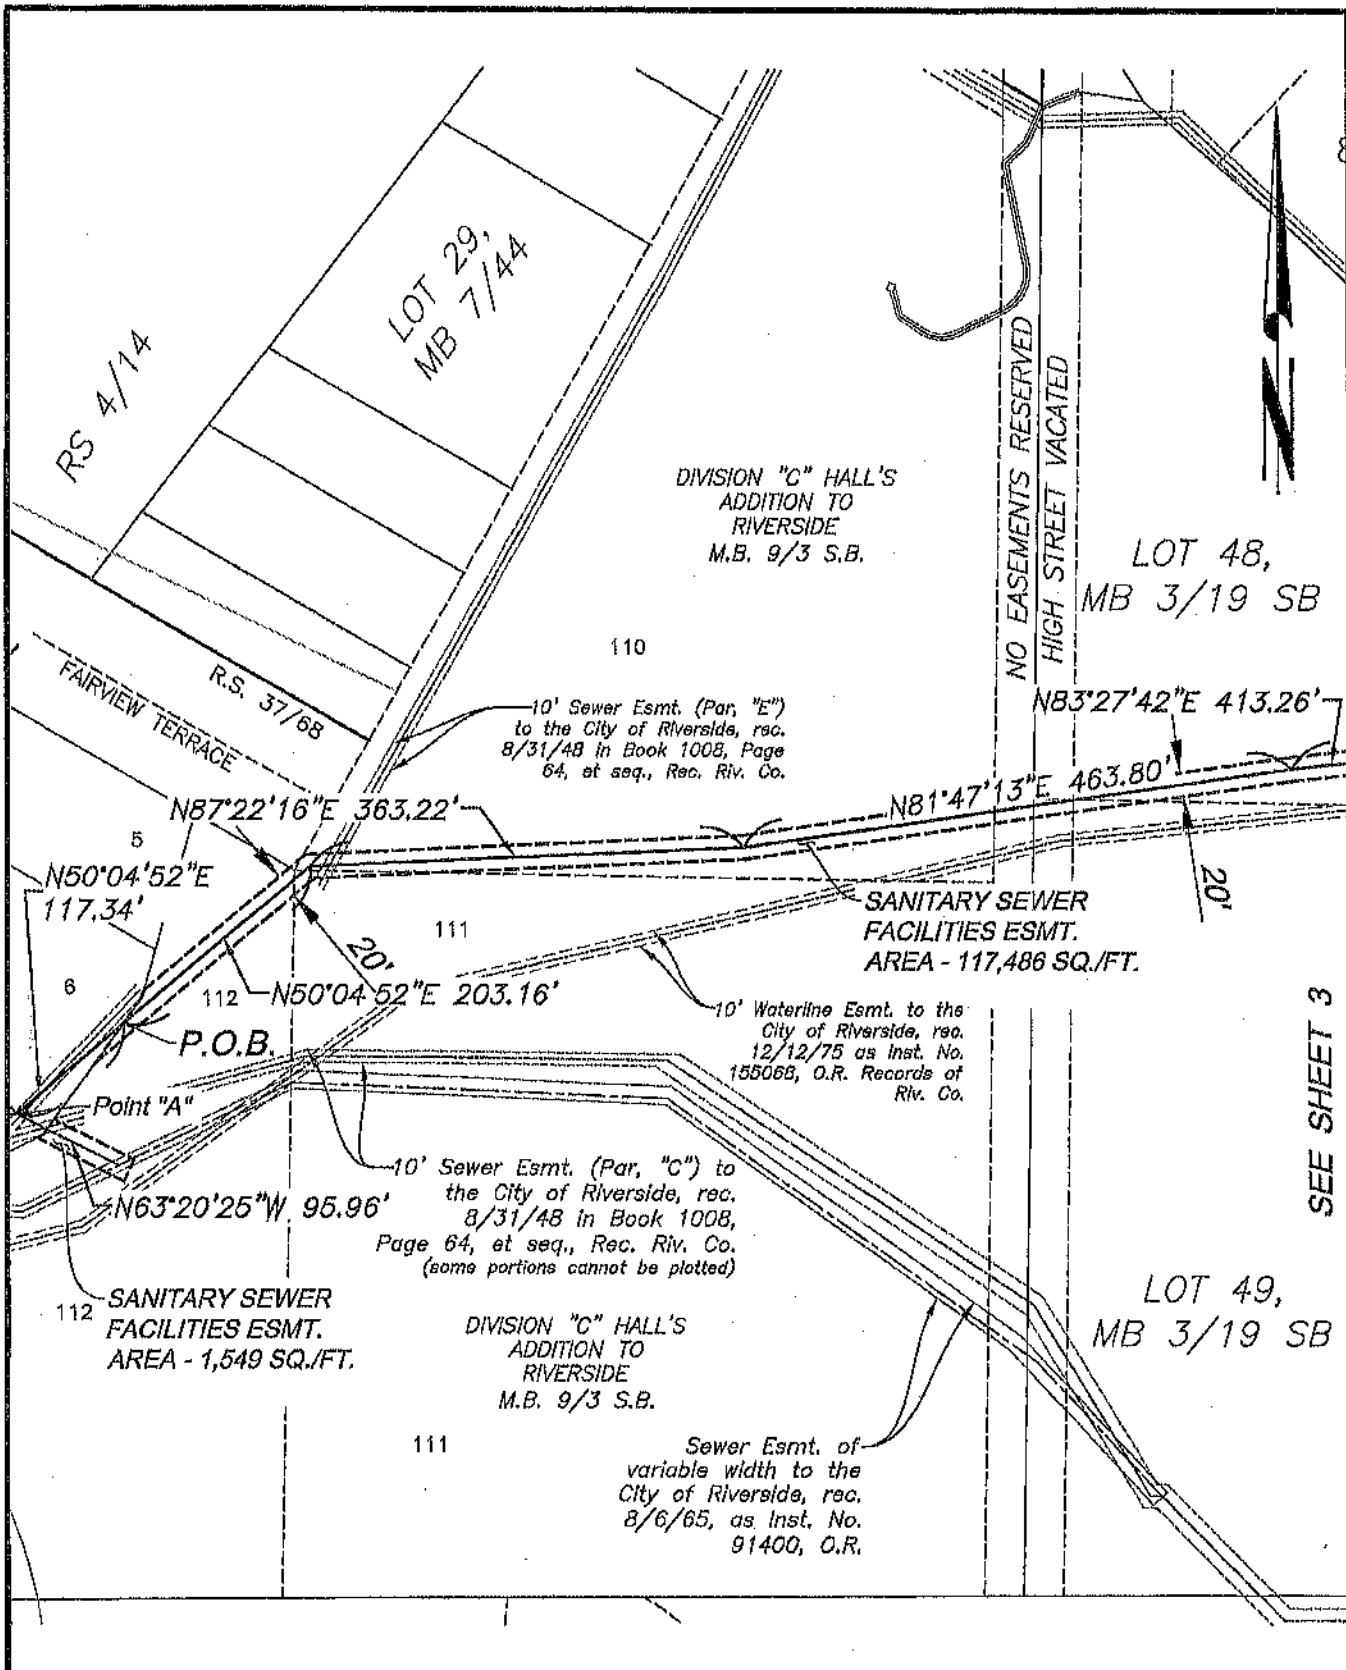 RS 4/14
LOT 29,
MB 7/44
NO EASEMENTS RESERVED
HIGH STREET VACATED
N
DIVISION "C" HALL'S
ADDITION TO
RIVERSIDE
M.B. 9/3 S.B.
LOT 48,
MB 3/19 SB
110
FAIRVIEW TERRACE
R.S. 37/68
10' Sewer Esmt. (Par, "E")
to the City of Riverside, rec.
8/31/48 in Book 1008, Page
64, et seq., Rec. Riv. Co.
N83°27'42"E 413.26'
N87°22'16"E 363.22'
N81°47'13"E 463.80'
5
N50°04'52"E
117.34'
20'
20'
SANITARY SEWER
FACILITIES ESMT.
AREA - 117,486 SQ./FT.
111
6
112
N50°04'52"E 203.16'
P.O.B.
10' Waterline Esmt. to the
City of Riverside, rec.
12/12/75 as Inst. No.
155068, O.R. Records of
Riv. Co.
SEE SHEET 3
Point "A"
10' Sewer Esmt. (Par, "C") to
the City of Riverside, rec.
8/31/48 in Book 1008,
Page 64, et seq., Rec. Riv. Co.
(some portions cannot be plotted)
N63°20'25"W 95.96'
112
SANITARY SEWER
FACILITIES ESMT.
AREA - 1,549 SQ./FT.
DIVISION "C" HALL'S
ADDITION TO
RIVERSIDE
M.B. 9/3 S.B.
LOT 49,
MB 3/19 SB
111
Sewer Esmt. of
variable width to the
City of Riverside, rec.
8/6/65, as Inst. No.
91400, O.R.